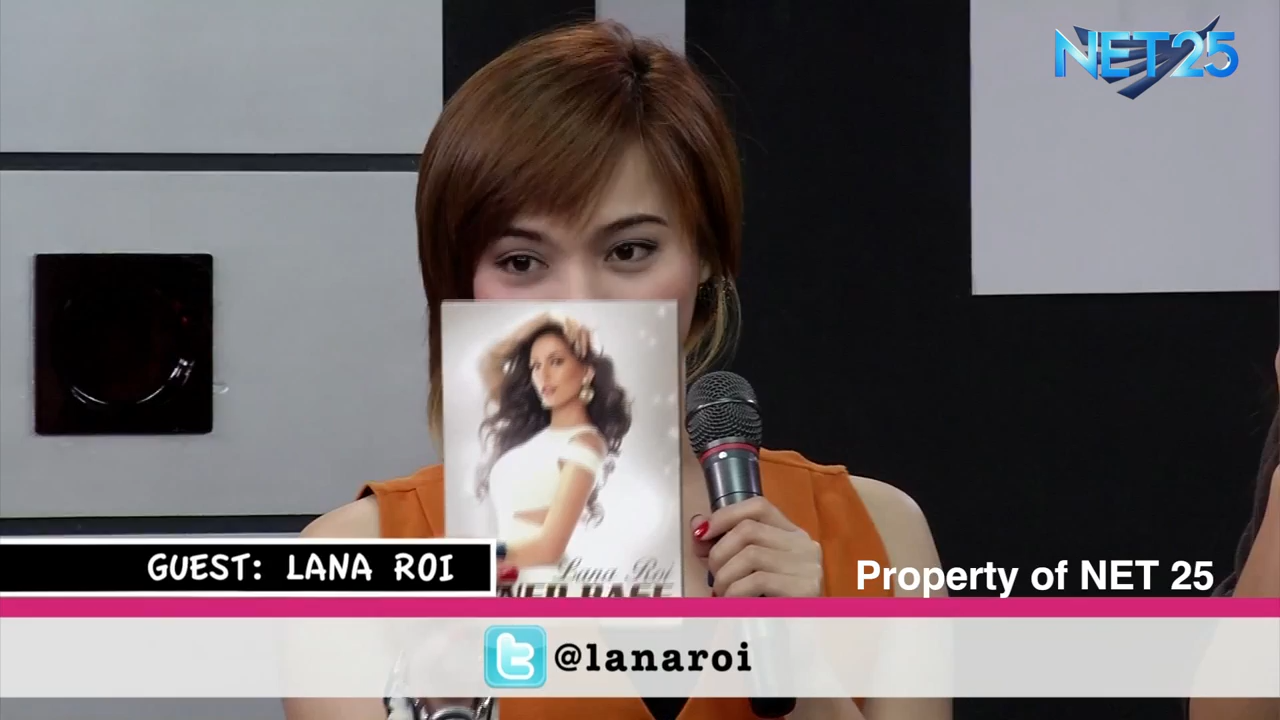 NET25
Lana Roi
GUEST: LANA ROI
Property of NET 25
@lanaroi